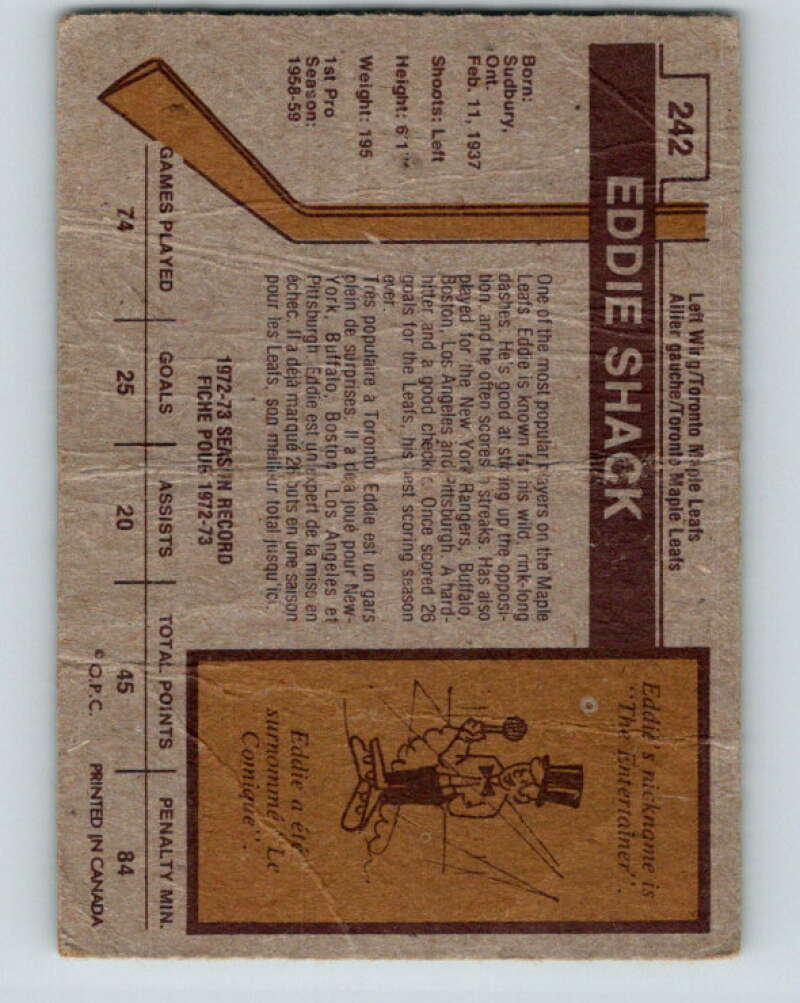 242
Left Wing/Toronto Maple Leafs
Ailier gauche/Toronto Maple Leafs
EDDIE SHACK
Born:
Sudbury,
Ont.
Feb. 11, 1937
Shoots: Left
Height: 6'1"
Weight: 195
1st Pro
Season:
1958-59
One of the most popular players on the Maple
Leafs. Eddie is known for his wild, rink-long
dashes. He's good at stirring up the opposi-
tion, and he often scores in streaks. Has also
played for the New York Rangers, Buffalo,
Boston, Los Angeles and Pittsburgh. A hard-
hitter and a good checker. Once scored 26
goals for the Leafs, his best scoring season
ever.
Très populaire à Toronto, Eddie est un gars
plein de surprises. Il a déjà joué pour New-
York, Buffalo, Boston, Los Angeles et
Pittsburgh. Eddie est un expert de la mise en
échec. Il a déjà marqué 26 buts en une saison
pour les Leafs, son meilleur total jusqu'ici.
Eddie's nickname is
"The Entertainer".
Eddie a été
surnommé "Le
Comique".
1972-73 SEASON RECORD
FICHE POUR 1972-73
GAMES PLAYED GOALS ASSISTS TOTAL POINTS PENALTY MIN.
74 25 20 45 84
© O.P.C. PRINTED IN CANADA